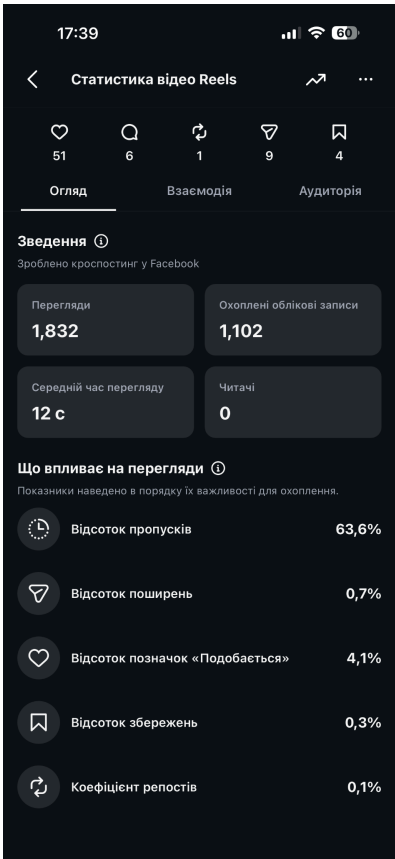 17:39
60
Статистика відео Reels
51
6
1
9
4
Огляд
Взаємодія
Аудиторія
Зведення
Зроблено кроспостинг у Facebook
Перегляди
1,832
Охоплені облікові записи
1,102
Середній час перегляду
12 с
Читачі
0
Що впливає на перегляди
Показники наведено в порядку їх важливості для охоплення.
Відсоток пропусків
63,6%
Відсоток поширень
0,7%
Відсоток позначок «Подобається»
4,1%
Відсоток збережень
0,3%
Коефіцієнт репостів
0,1%